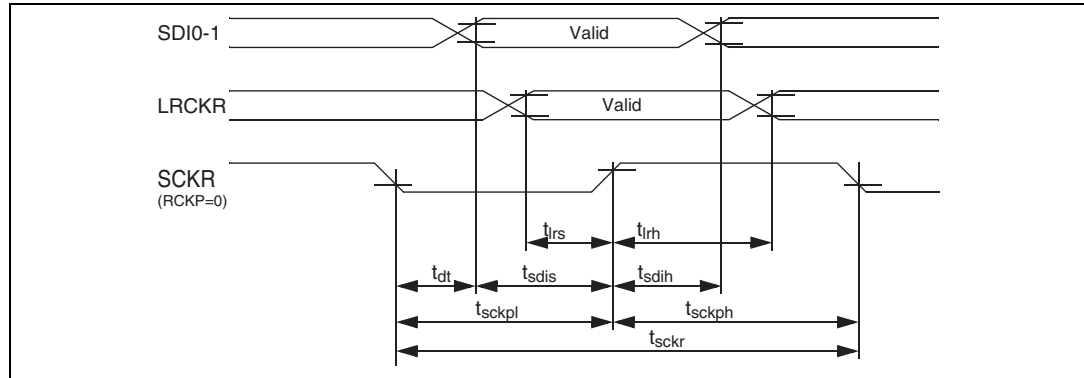 SDI0-1
Valid
LRCKR
Valid
SCKR
(RCKP=0)
tlrs
tlrh
tdt
tsdis
tsdih
tsckpl
tsckph
tsckr